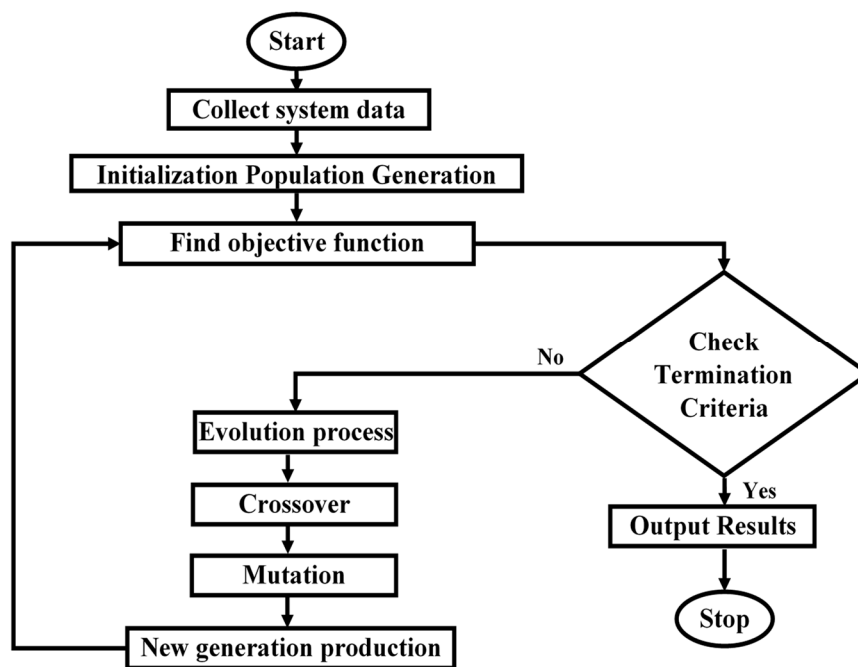 Start
Collect system data
Initialization Population Generation
Find objective function
Check
Termination
Criteria
No
Evolution process
Crossover
Mutation
New generation production
Yes
Output Results
Stop